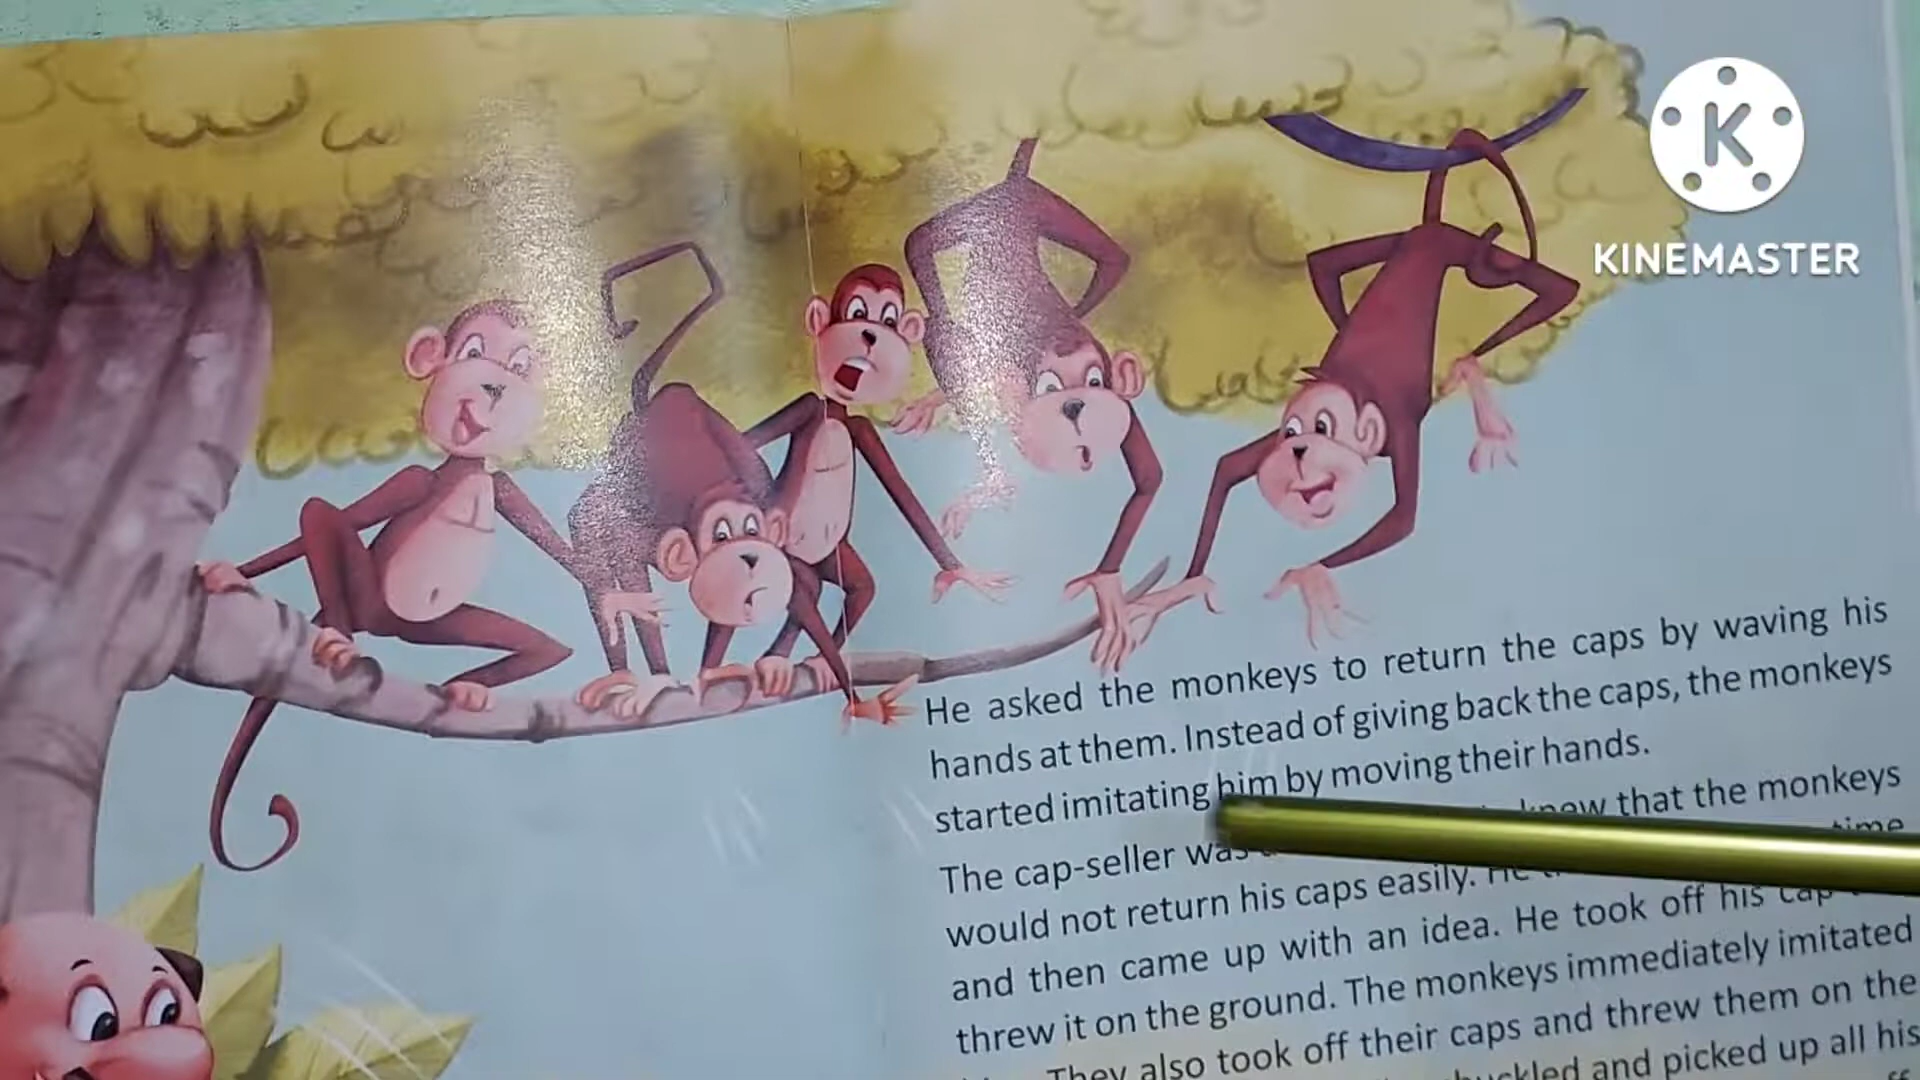 K
KINEMASTER
He asked the monkeys to return the caps by waving his
hands at them. Instead of giving back the caps, the monkeys
started imitating him by moving their hands.
The cap-seller was that the monkeys
would not return his caps easily. He time
and then came up with an idea. He took off his cap
threw it on the ground. The monkeys immediately imitated
They also took off their caps and threw them on the
and picked up all his